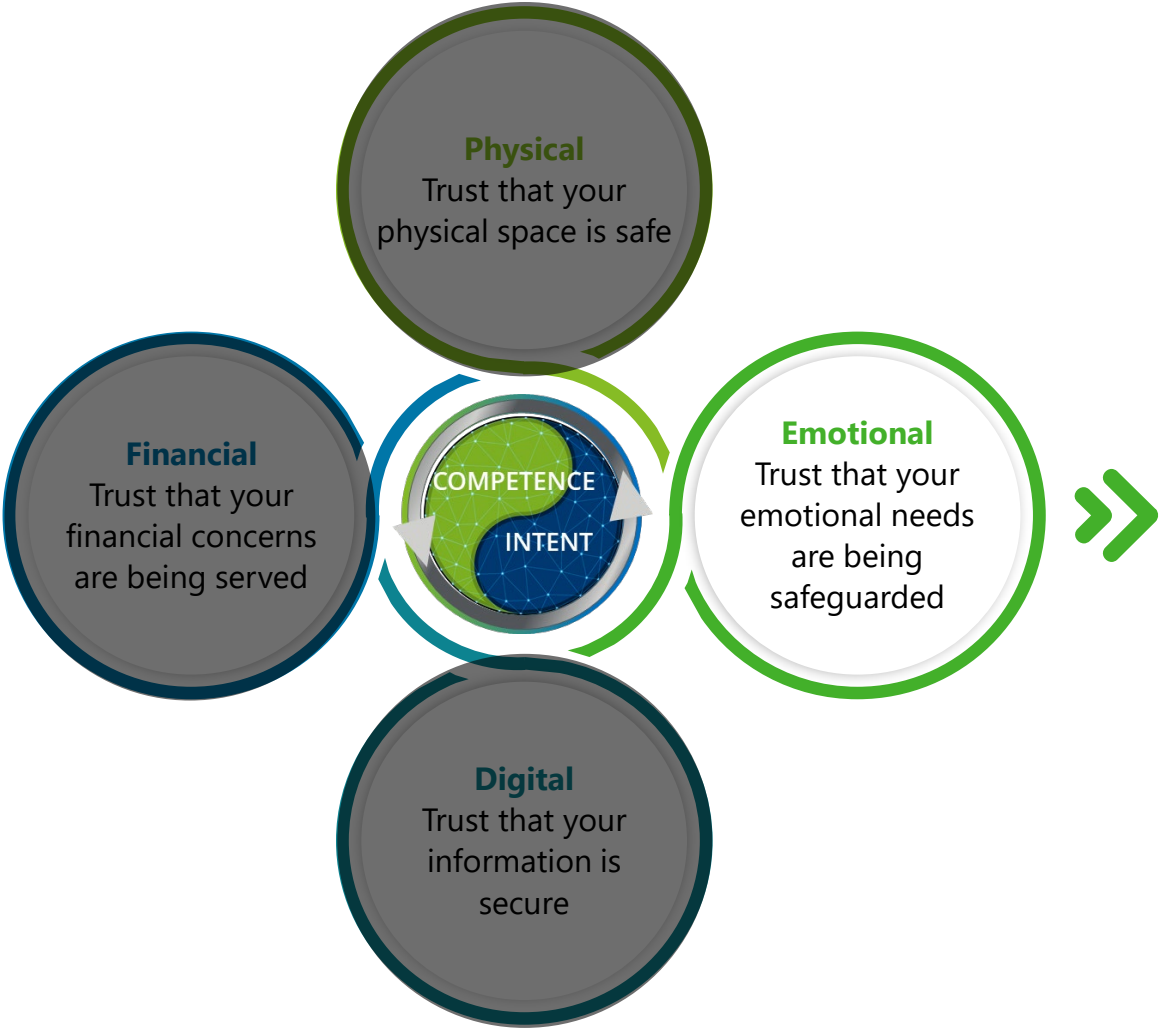 Physical
Trust that your
physical space is safe
Financial
Trust that your
financial concerns
are being served
COMPETENCE
INTENT
Emotional
Trust that your
emotional needs
are being
safeguarded
Digital
Trust that your
information is
secure